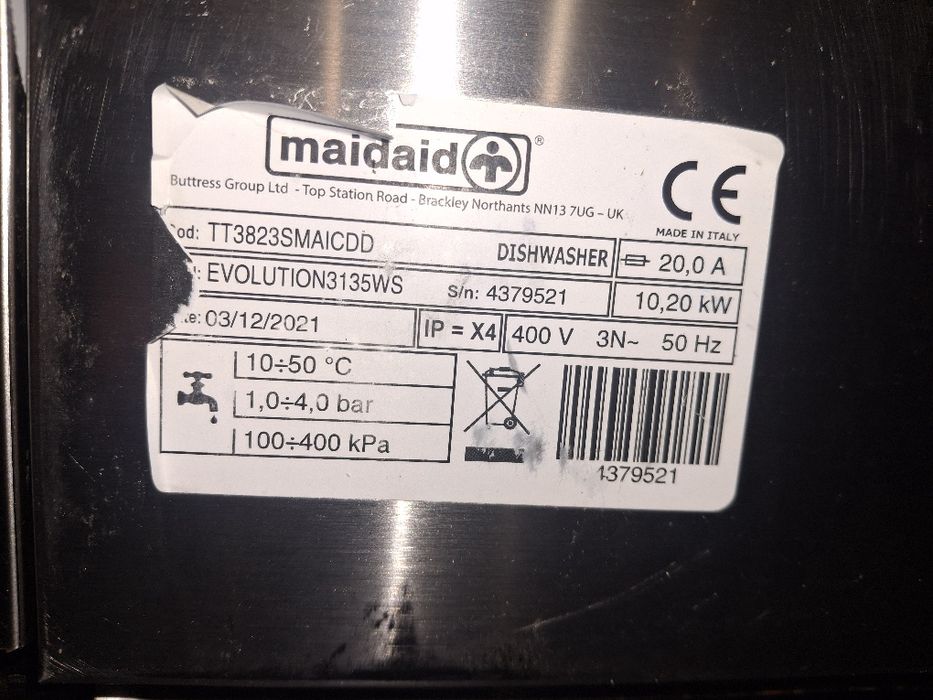 maidaid ®
Buttress Group Ltd - Top Station Road - Brackley Northants NN13 7UG – UK
CE
MADE IN ITALY
od: TT3823SMAICDD DISHWASHER 20,0 A
: EVOLUTION3135WS S/n: 4379521 10,20 kW
te: 03/12/2021 IP = X4 400 V 3N~ 50 Hz
10÷50 °C
1,0÷4,0 bar
100÷400 kPa
4379521